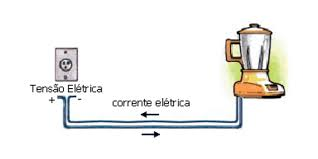 Tensão Elétrica
+ -
corrente elétrica